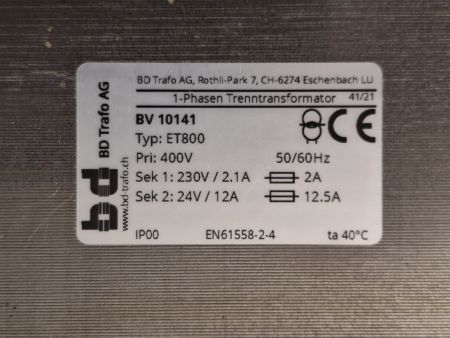 BD Trafo AG, Rothli-Park 7, CH-6274 Eschenbach LU
1-Phasen Trenntransformator 41/21
BV 10141
Typ: ET800
Pri: 400V 50/60Hz
Sek 1: 230V / 2.1A 2A
Sek 2: 24V / 12A 12.5A
IP00 EN61558-2-4 ta 40°C
CE
bd
BD Trafo AG
www.bd-trafo.ch